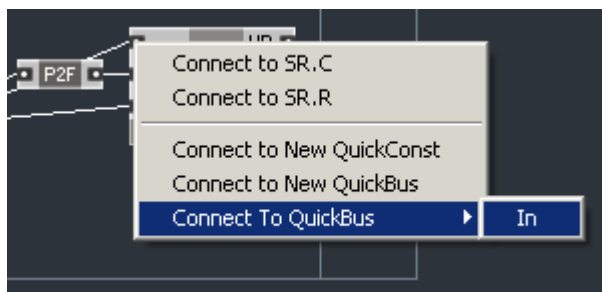 P2F
Connect to SR.C
Connect to SR.R
Connect to New QuickConst
Connect to New QuickBus
Connect To QuickBus
In